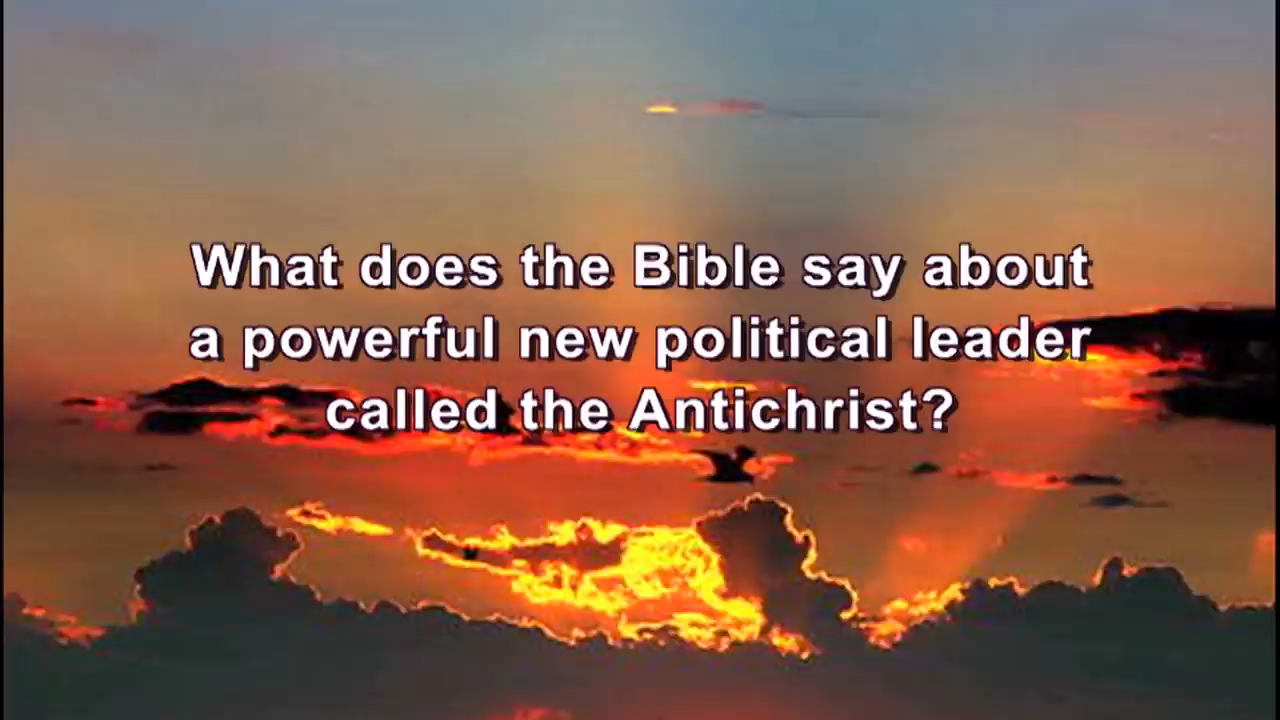 What does the Bible say about
a powerful new political leader
called the Antichrist?